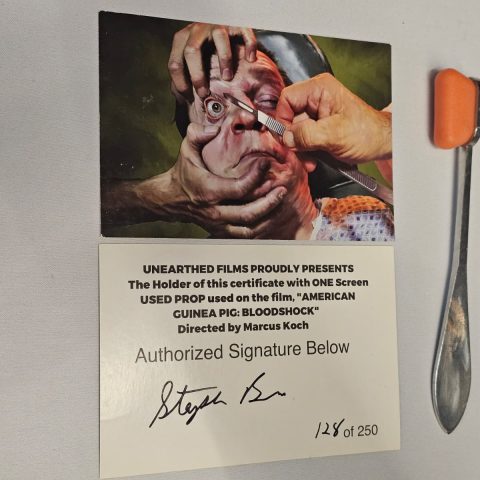 UNEARTHED FILMS PROUDLY PRESENTS
The Holder of this certificate with ONE Screen
USED PROP used on the film, "AMERICAN
GUINEA PIG: BLOODSHOCK"
Directed by Marcus Koch
Authorized Signature Below
128 of 250